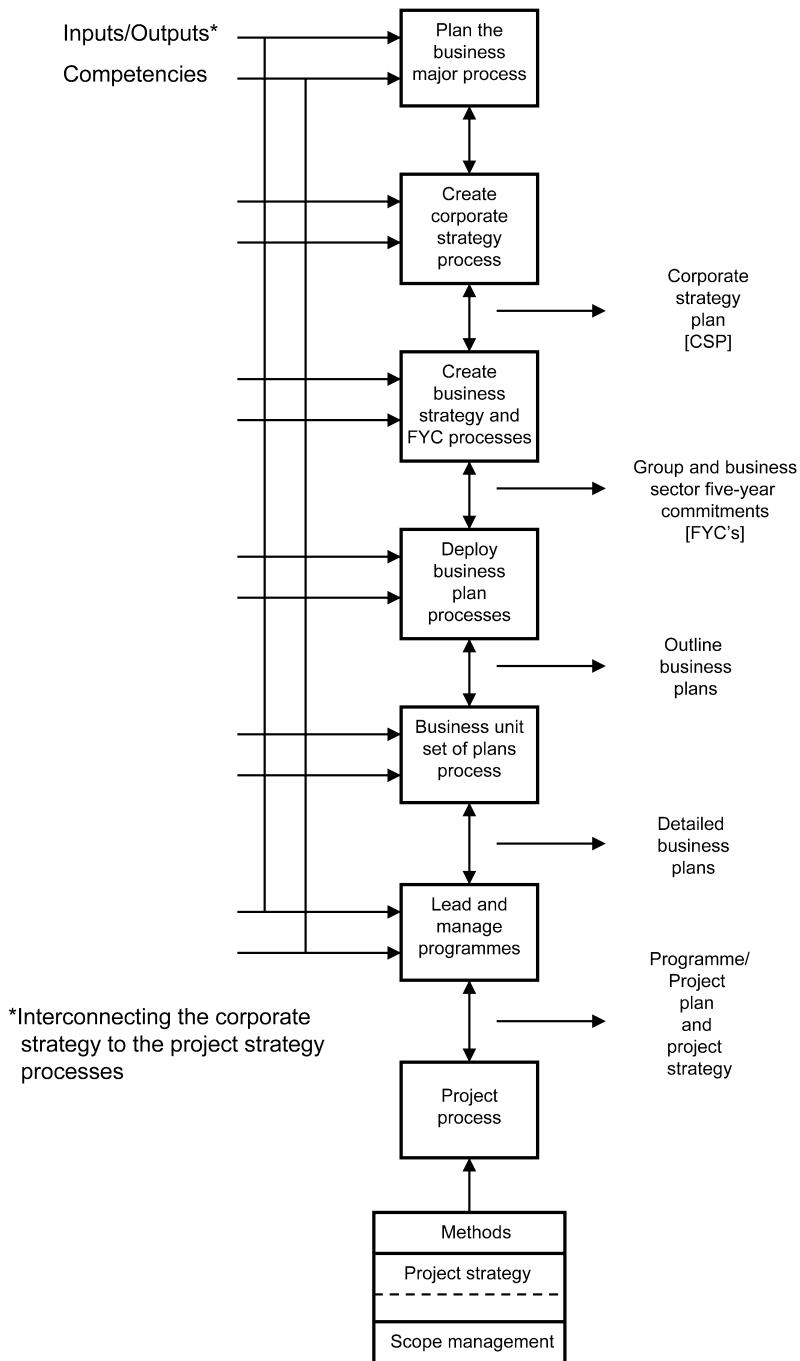 Inputs/Outputs*
Competencies
Plan the
business
major process
Create
corporate
strategy
process
Corporate
strategy
plan
[CSP]
Create
business
strategy and
FYC processes
Group and business
sector five-year
commitments
[FYC's]
Deploy
business
plan
processes
Outline
business
plans
Business unit
set of plans
process
Detailed
business
plans
Lead and
manage
programmes
Programme/
Project
plan
and
project
strategy
*Interconnecting the corporate
strategy to the project strategy
processes
Project
process
Methods
Project strategy
Scope management